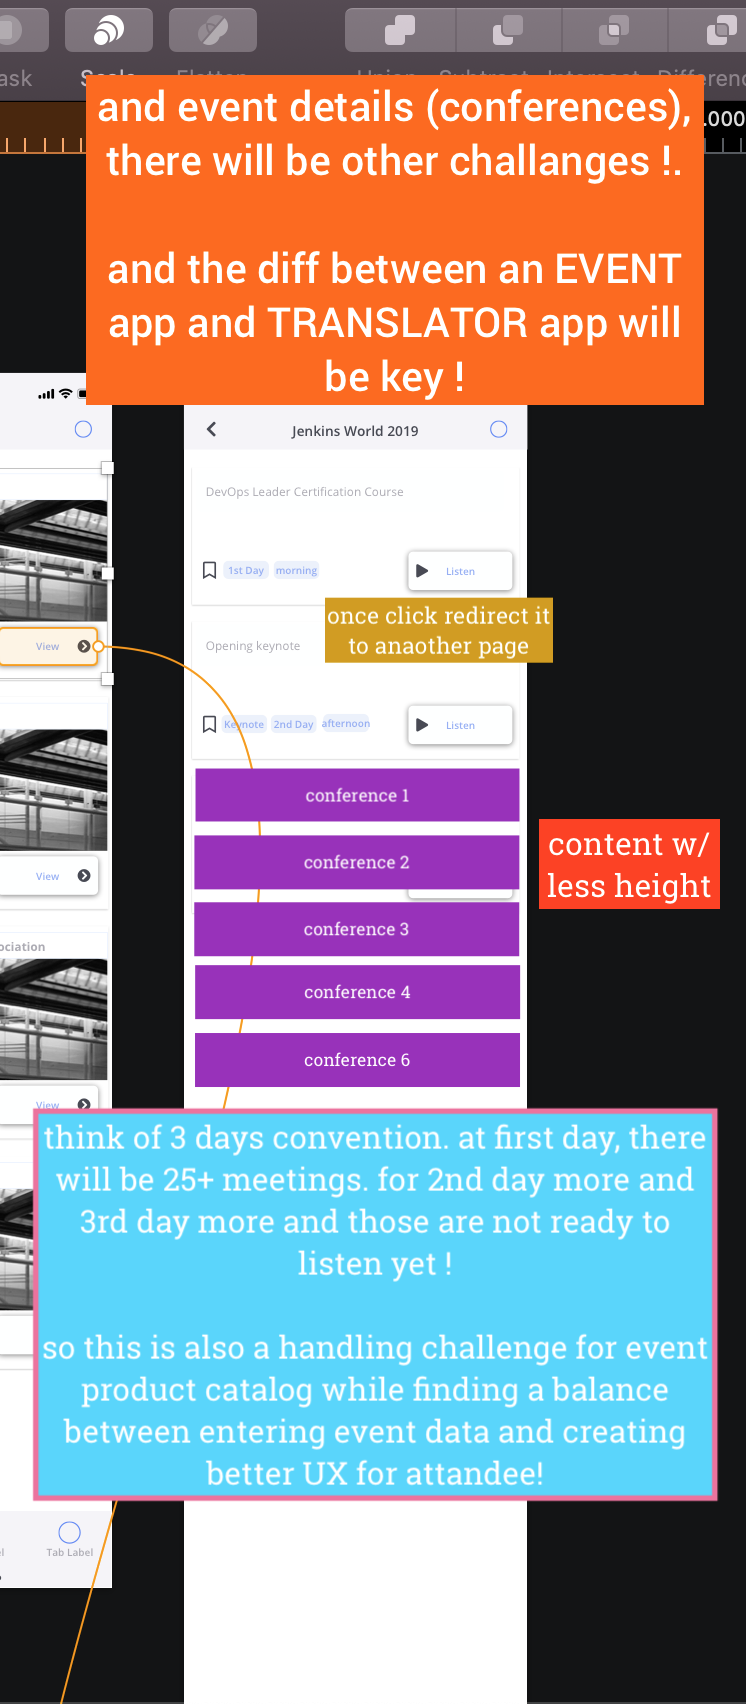 ask
and event details (conferences),
there will be other challanges !.
and the diff between an EVENT
app and TRANSLATOR app will
be key !
.000
Jenkins World 2019
DevOps Leader Certification Course
1st Day
morning
Listen
View
once click redirect it
to anaother page
Opening keynote
Keynote
2nd Day
afternoon
Listen
conference 1
content w/
less height
conference 2
View
conference 3
ociation
conference 4
conference 6
View
think of 3 days convention. at first day, there
will be 25+ meetings. for 2nd day more and
3rd day more and those are not ready to
listen yet !
so this is also a handling challenge for event
product catalog while finding a balance
between entering event data and creating
better UX for attandee!
el
Tab Label